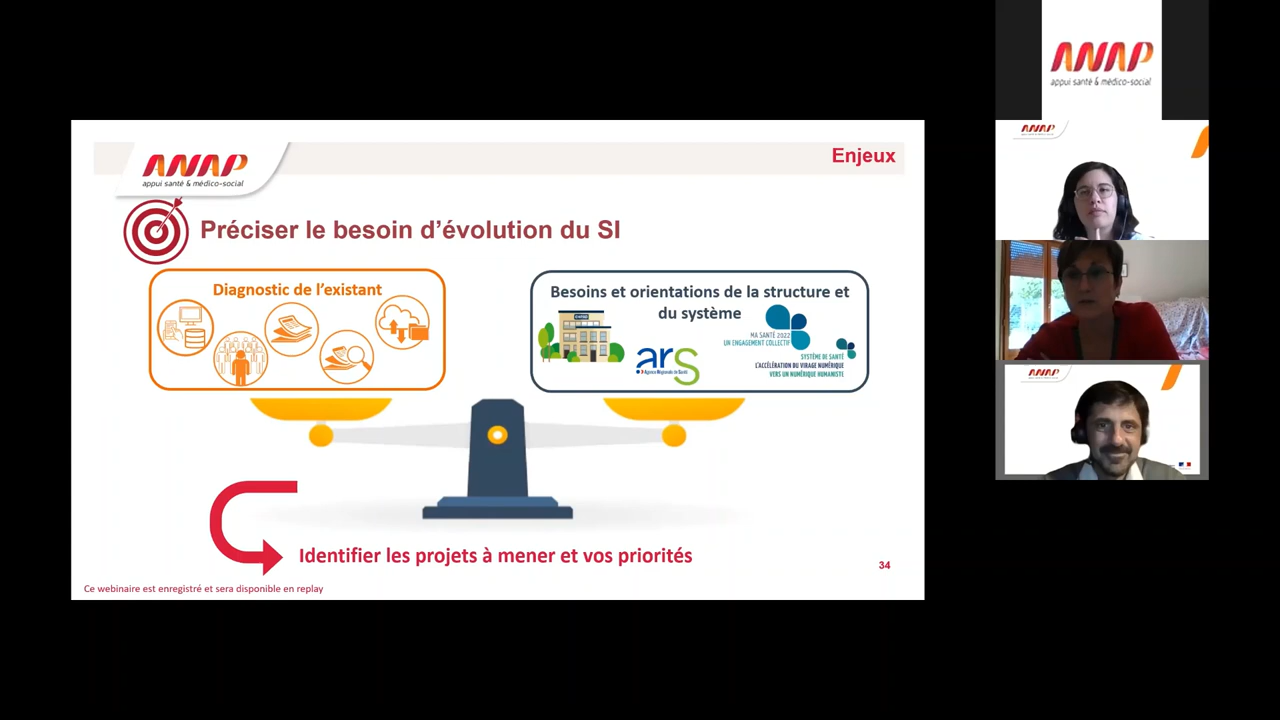 ANAP
appui santé & médico-social
Enjeux
Préciser le besoin d'évolution du SI
Diagnostic de l'existant
Besoins et orientations de la structure et
du système
MA SANTÉ 2022
UN ENGAGEMENT COLLECTIF
ars
Agence Régionale de Santé
SYSTÈME DE SANTÉ
L'ACCÉLÉRATION DU VIRAGE NUMÉRIQUE
VERS UN NUMÉRIQUE HUMANISTE
Identifier les projets à mener et vos priorités
34
Ce webinaire est enregistré et sera disponible en replay
ANAP
appui santé & médico-social
ANAP
ANAP